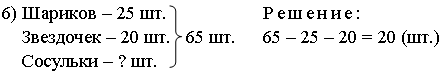 б) Шариков – 25 шт. Решение:
Звездочек – 20 шт. 65 шт. 65 – 25 – 20 = 20 (шт.)
Сосульки – ? шт.